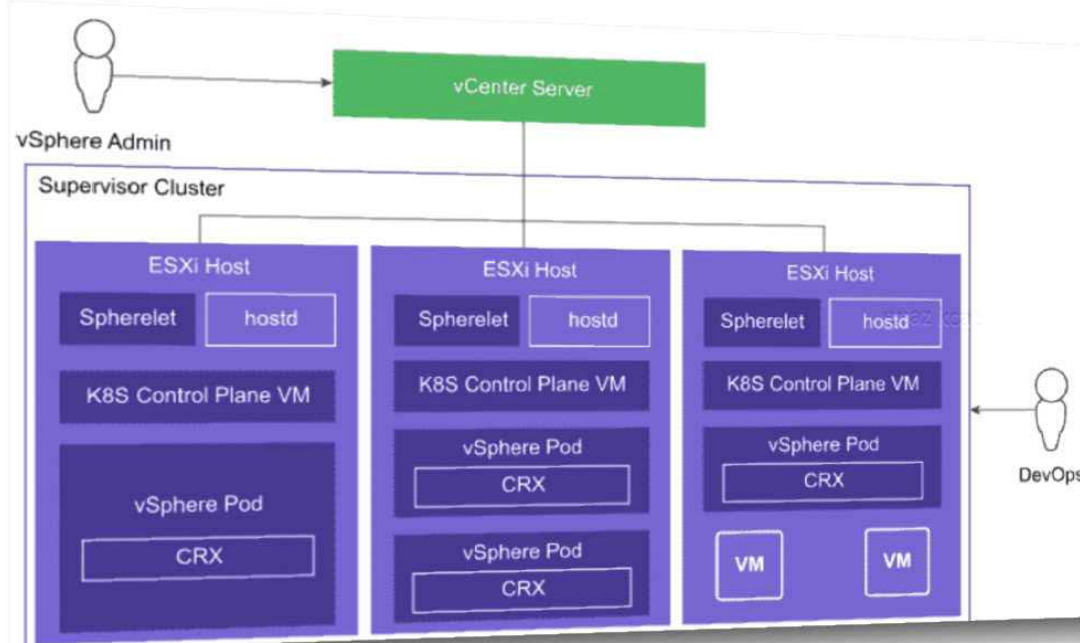 vCenter Server
vSphere Admin
Supervisor Cluster
ESXi Host
Spherelet
hostd
K8S Control Plane VM
vSphere Pod
CRX
ESXi Host
Spherelet
hostd
K8S Control Plane VM
vSphere Pod
CRX
vSphere Pod
CRX
ESXi Host
Spherelet
hostd
K8S Control Plane VM
vSphere Pod
CRX
VM
VM
DevOps